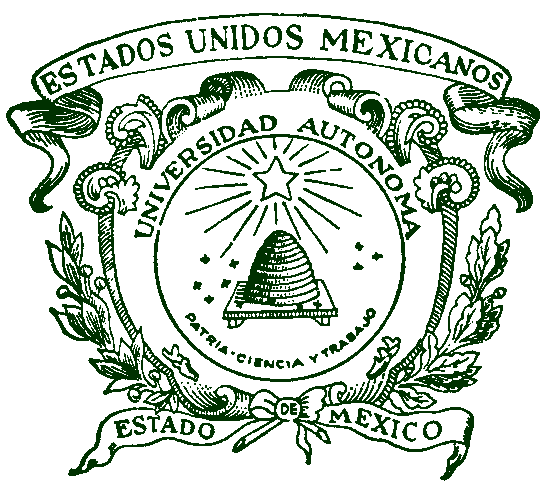 ESTADOS UNIDOS MEXICANOS
UNIVERSIDAD AUTONOMA
PATRIA · CIENCIA Y TRABAJO
ESTADO DE MEXICO